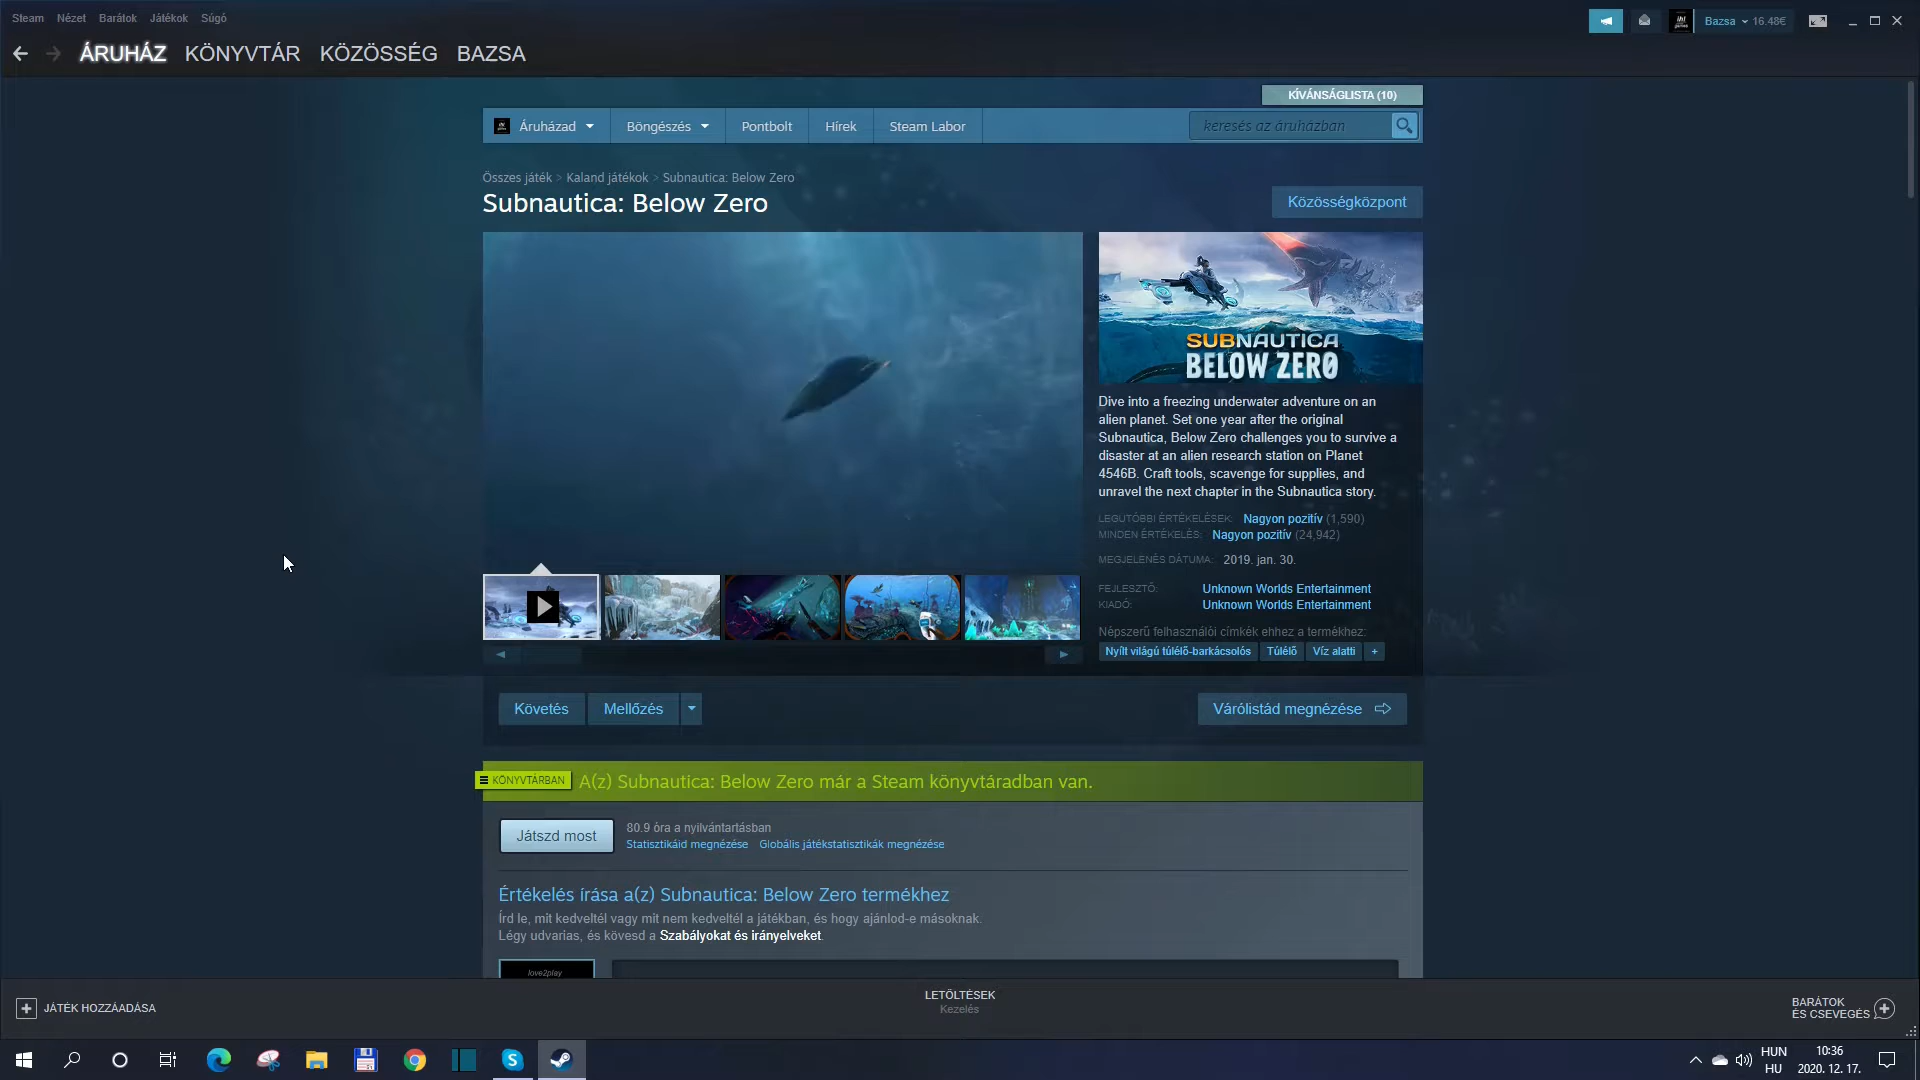 Steam Nézet Barátok Játékok Súgó
Bazsa 16.48€
ÁRUHÁZ KÖNYVTÁR KÖZÖSSÉG BAZSA
KÍVÁNSÁGLISTA (10)
Áruházad Böngészés Pontbolt Hírek Steam Labor keresés az áruházban
Összes játék > Kaland játékok > Subnautica: Below Zero
Subnautica: Below Zero
Közösségközpont
SUBNAUTICA
BELOW ZERO
Dive into a freezing underwater adventure on an
alien planet. Set one year after the original
Subnautica, Below Zero challenges you to survive a
disaster at an alien research station on Planet
4546B. Craft tools, scavenge for supplies, and
unravel the next chapter in the Subnautica story.
LEGUTÓBBI ÉRTÉKELÉSEK: Nagyon pozitív (1,590)
MINDEN ÉRTÉKELÉS: Nagyon pozitív (24,942)
MEGJELENÉS DÁTUMA: 2019. jan. 30.
FEJLESZTŐ: Unknown Worlds Entertainment
KIADÓ: Unknown Worlds Entertainment
Népszerű felhasználói címkék ehhez a termékhez:
Nyílt világú túlélő-barkácsolós Túlélő Víz alatti +
Követés Mellőzés Várólistád megnézése
KÖNYVTÁRBAN A(z) Subnautica: Below Zero már a Steam könyvtáradban van.
Játszd most
80.9 óra a nyilvántartásban
Statisztikáid megnézése Globális játékstatisztikák megnézése
Értékelés írása a(z) Subnautica: Below Zero termékhez
Írd le, mit kedveltél vagy mit nem kedveltél a játékban, és hogy ajánlod-e másoknak.
Légy udvarias, és kövesd a Szabályokat és irányelveket.
love2play
JÁTÉK HOZZÁADÁSA
LETÖLTÉSEK
Kezelés
BARÁTOK
ÉS CSEVEGÉS
HUN
HU
10:36
2020. 12. 17.